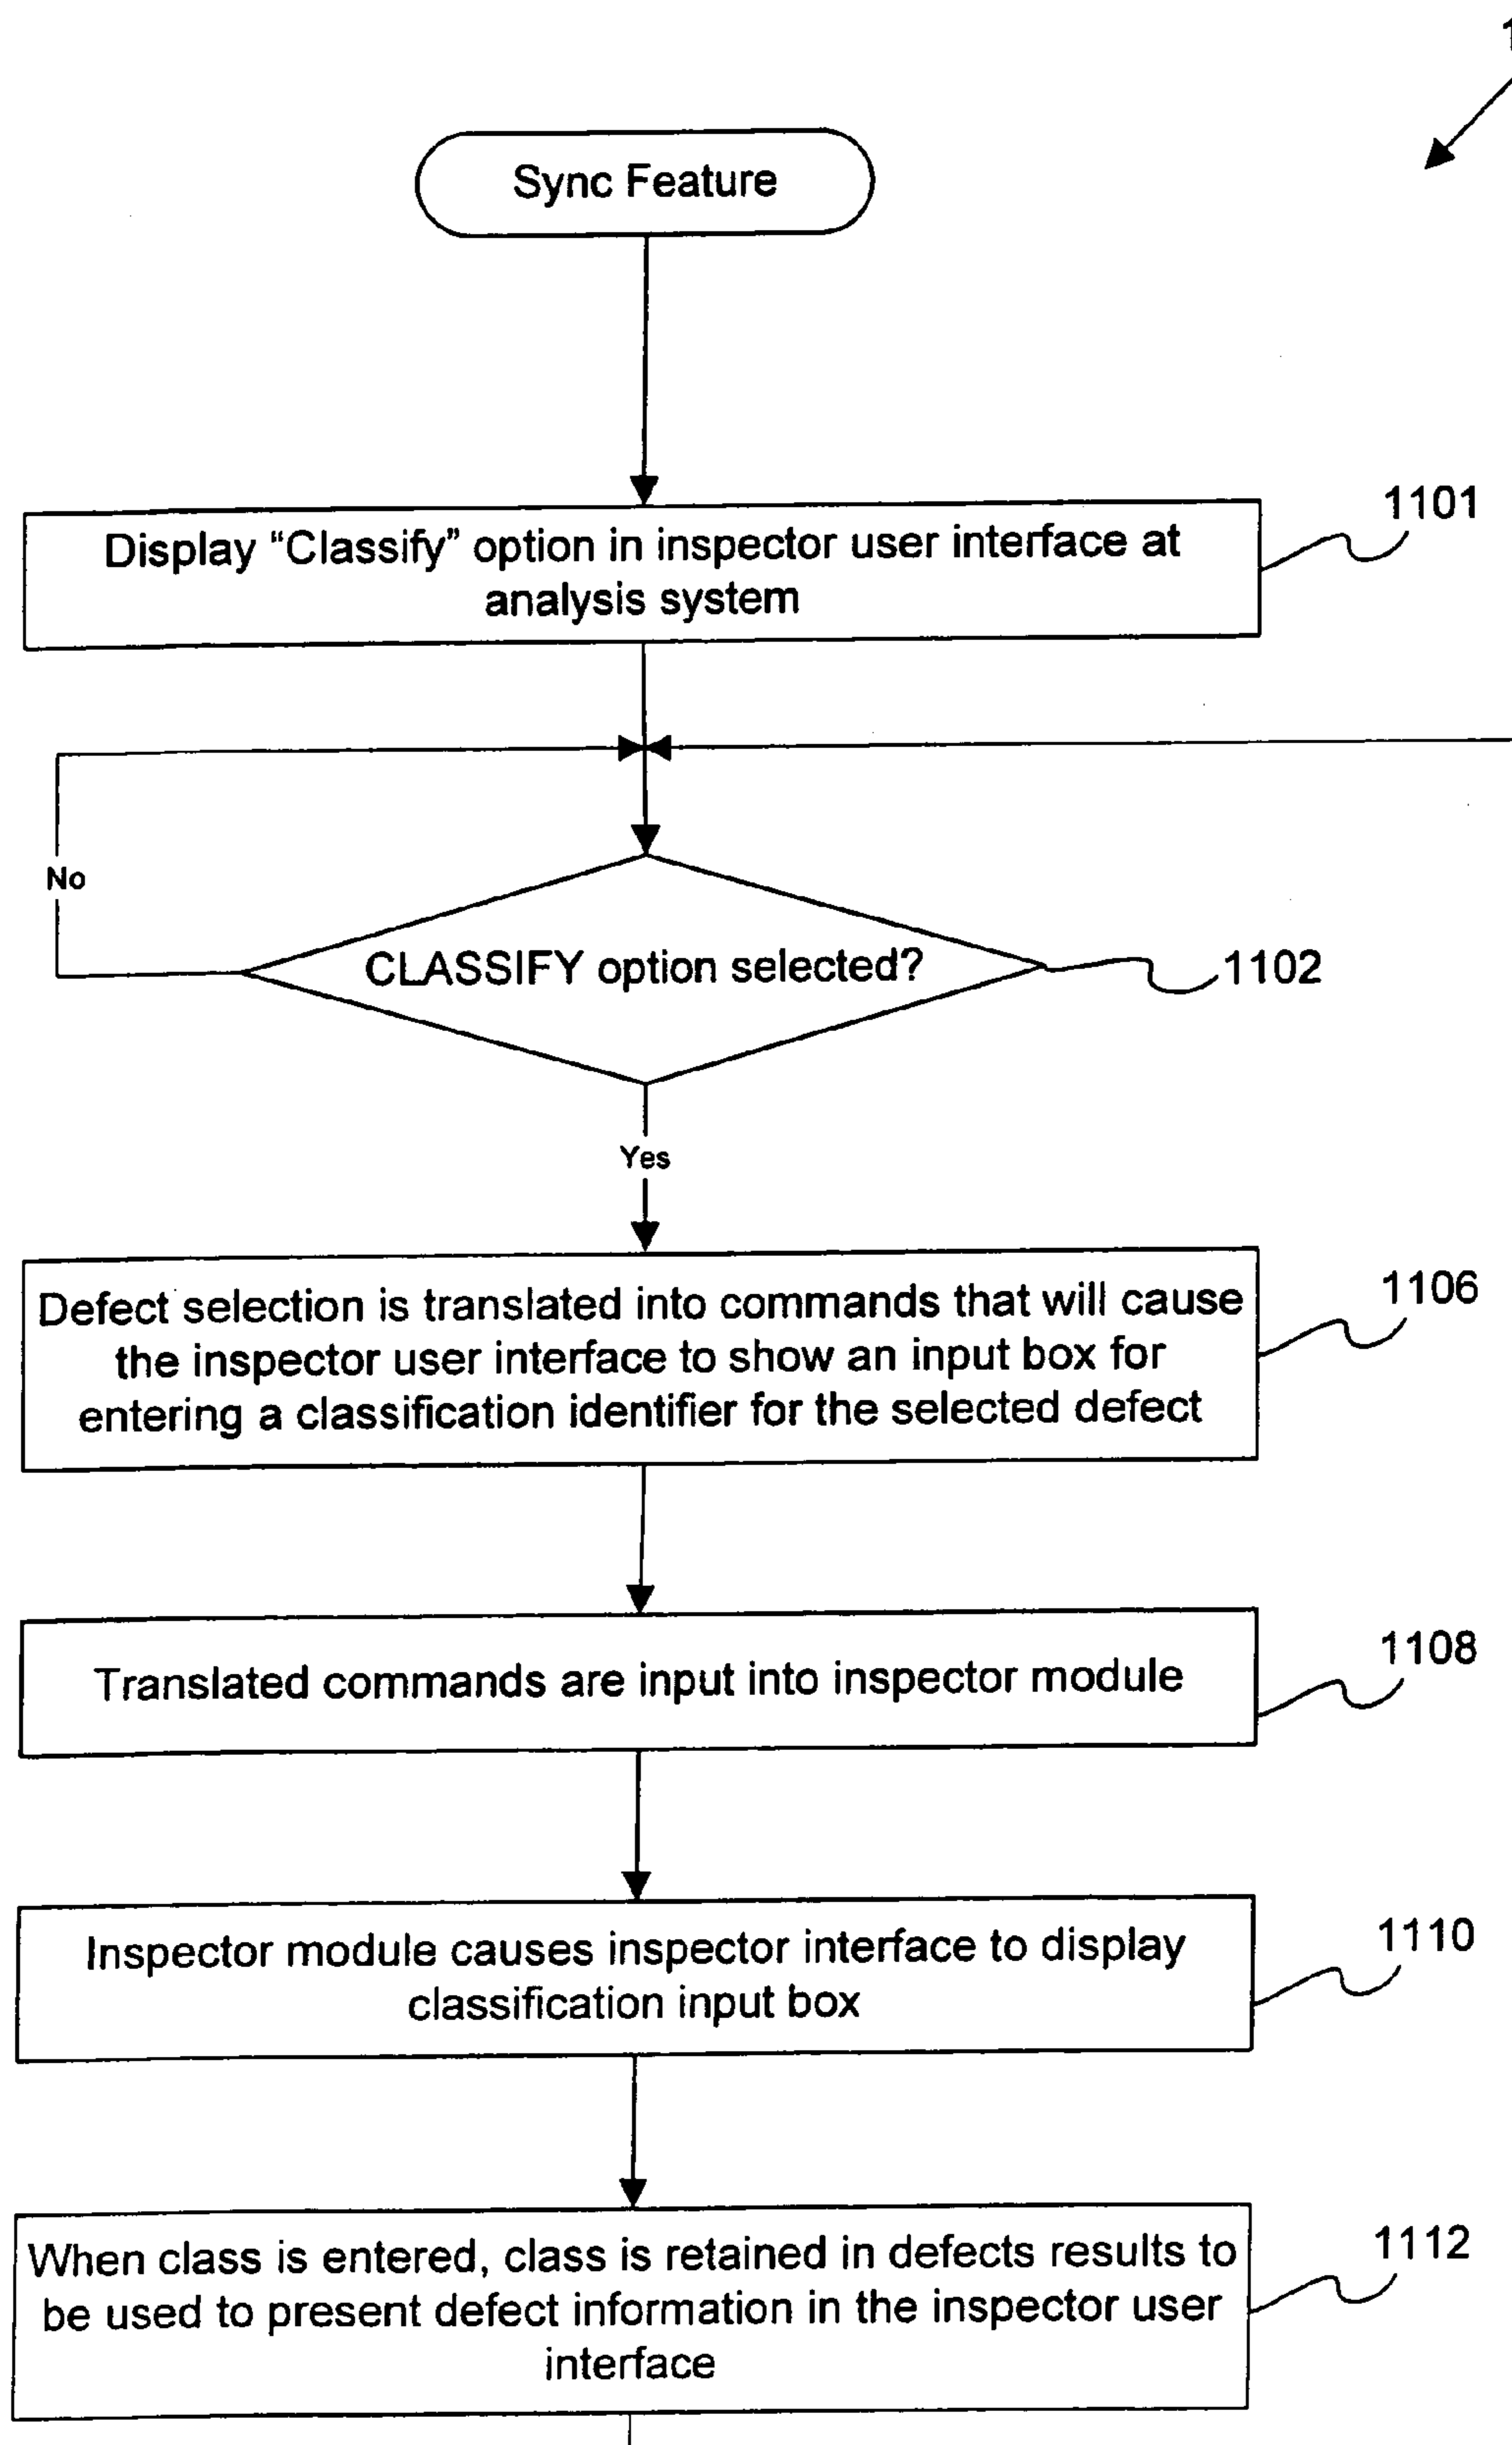 Sync Feature
Display “Classify” option in inspector user interface at
analysis system
1101
No
CLASSIFY option selected?
1102
Yes
Defect selection is translated into commands that will cause
the inspector user interface to show an input box for
entering a classification identifier for the selected defect
1106
Translated commands are input into inspector module
1108
Inspector module causes inspector interface to display
classification input box
1110
When class is entered, class is retained in defects results to
be used to present defect information in the inspector user
interface
1112